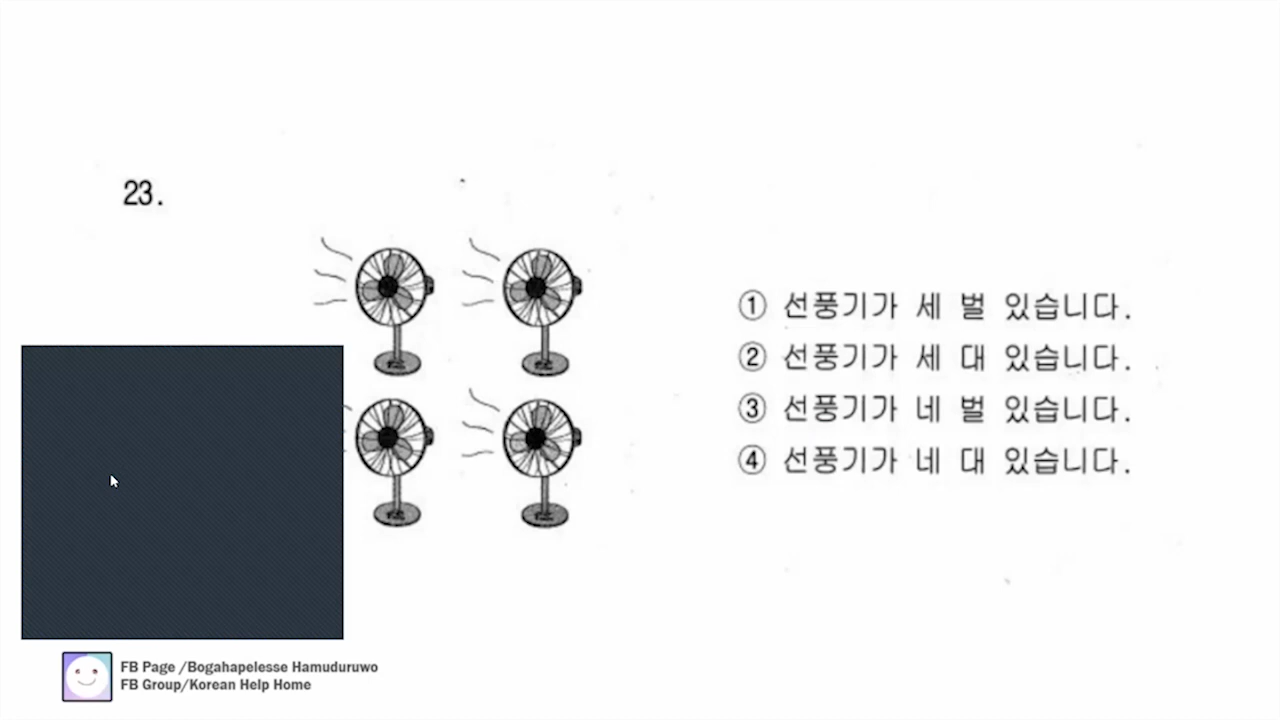 23.
① 선풍기가 세 벌 있습니다.
② 선풍기가 세 대 있습니다.
③ 선풍기가 네 벌 있습니다.
④ 선풍기가 네 대 있습니다.
FB Page /Bogahapelesse Hamuduruwo
FB Group/Korean Help Home